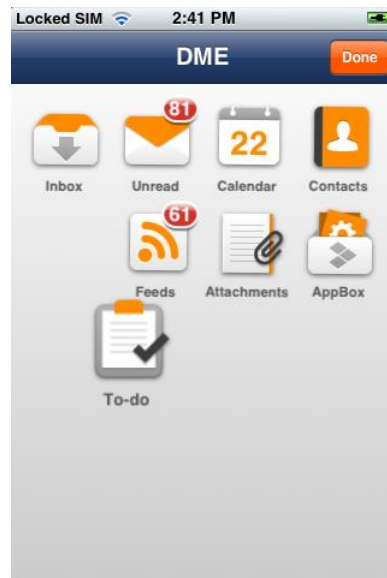 Locked SIM 2:41 PM
DME Done
81 22
Inbox Unread Calendar Contacts
61
Feeds Attachments AppBox
To-do